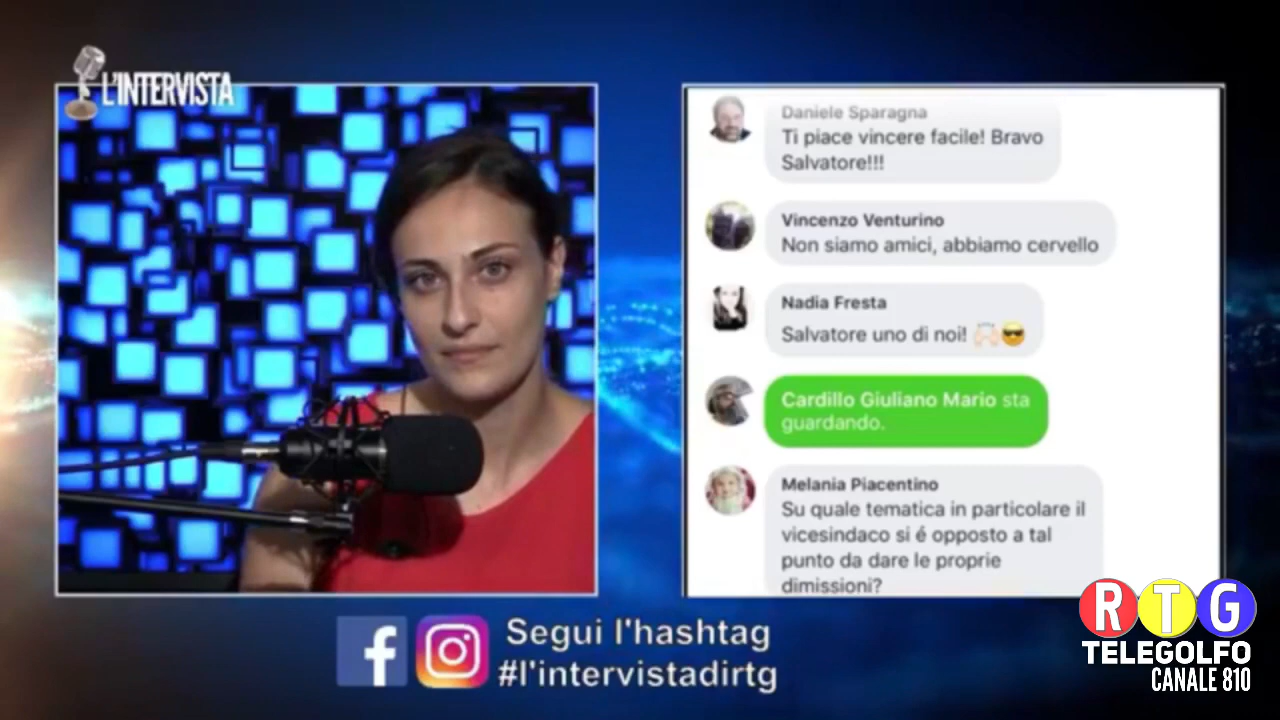 L'INTERVISTA
Daniele Sparagna
Ti piace vincere facile! Bravo
Salvatore!!!
Vincenzo Venturino
Non siamo amici, abbiamo cervello
Nadia Fresta
Salvatore uno di noi!
Cardillo Giuliano Mario sta
guardando.
Melania Piacentino
Su quale tematica in particolare il
vicesindaco si é opposto a tal
punto da dare le proprie
dimissioni?
Segui l'hashtag
#l'intervistadirtg
RTG
TELEGOLFO
CANALE 810